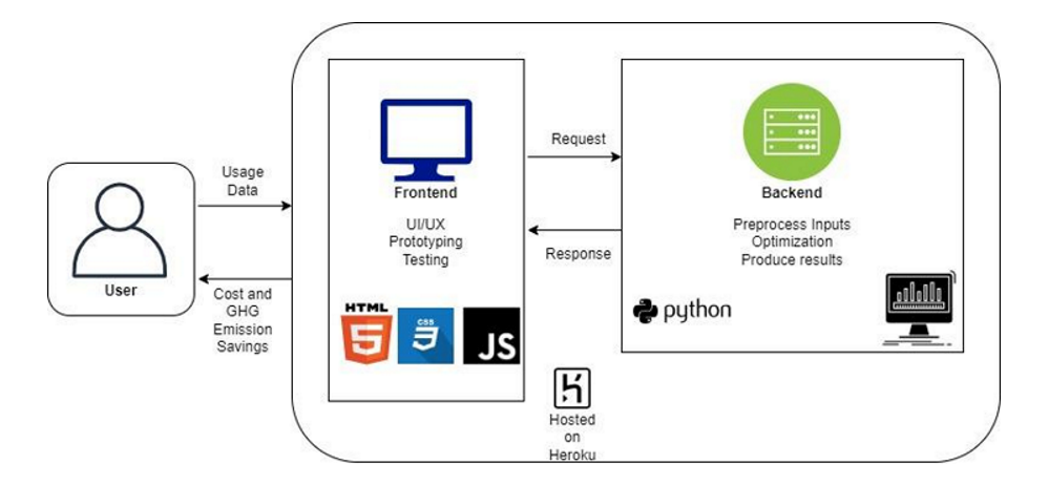 Usage
Data
User
Cost and
GHG
Emission
Savings
Frontend
UI/UX
Prototyping
Testing
HTML
5
CSS
3
JS
Request
Response
Backend
Preprocess Inputs
Optimization
Produce results
python
Hosted
on
Heroku